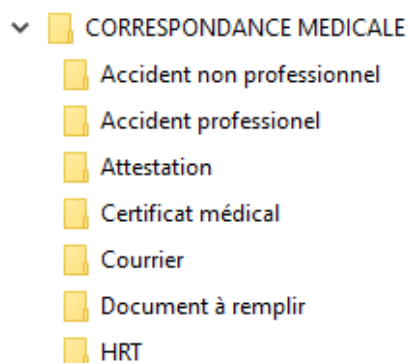 CORRESPONDANCE MEDICALE
Accident non professionnel
Accident professionel
Attestation
Certificat médical
Courrier
Document à remplir
HRT